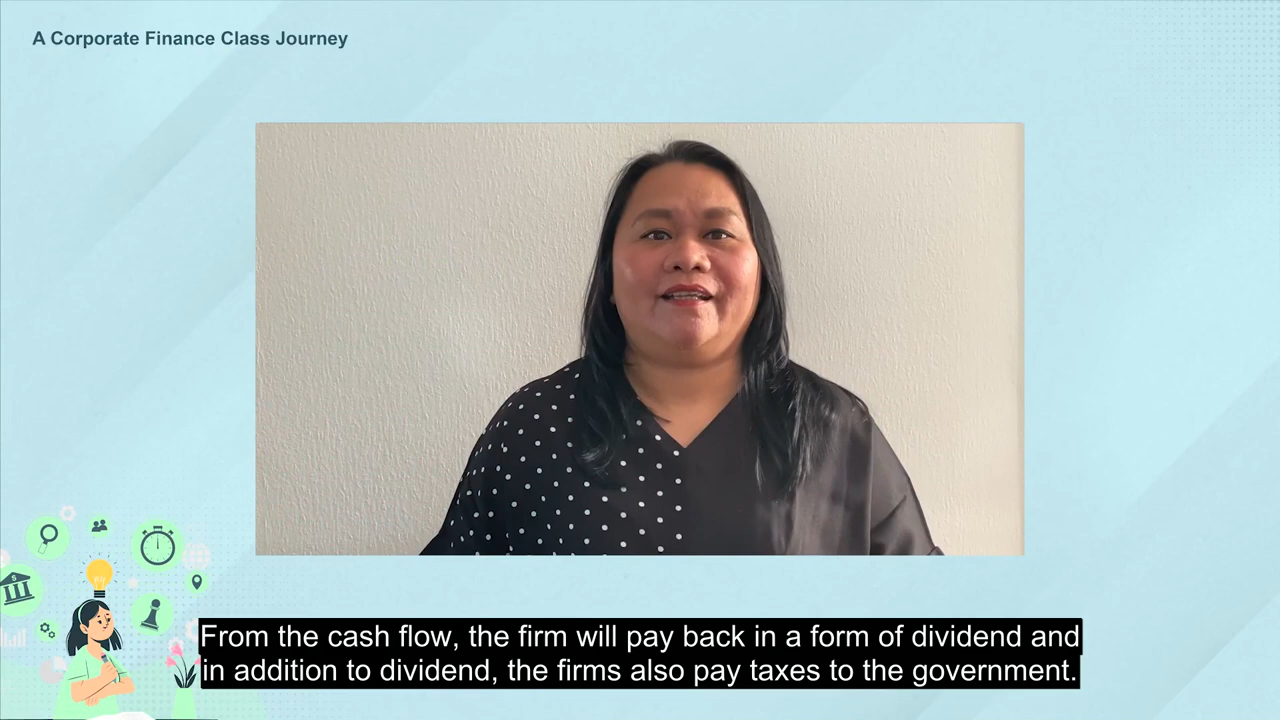 A Corporate Finance Class Journey
From the cash flow, the firm will pay back in a form of dividend and
in addition to dividend, the firms also pay taxes to the government.